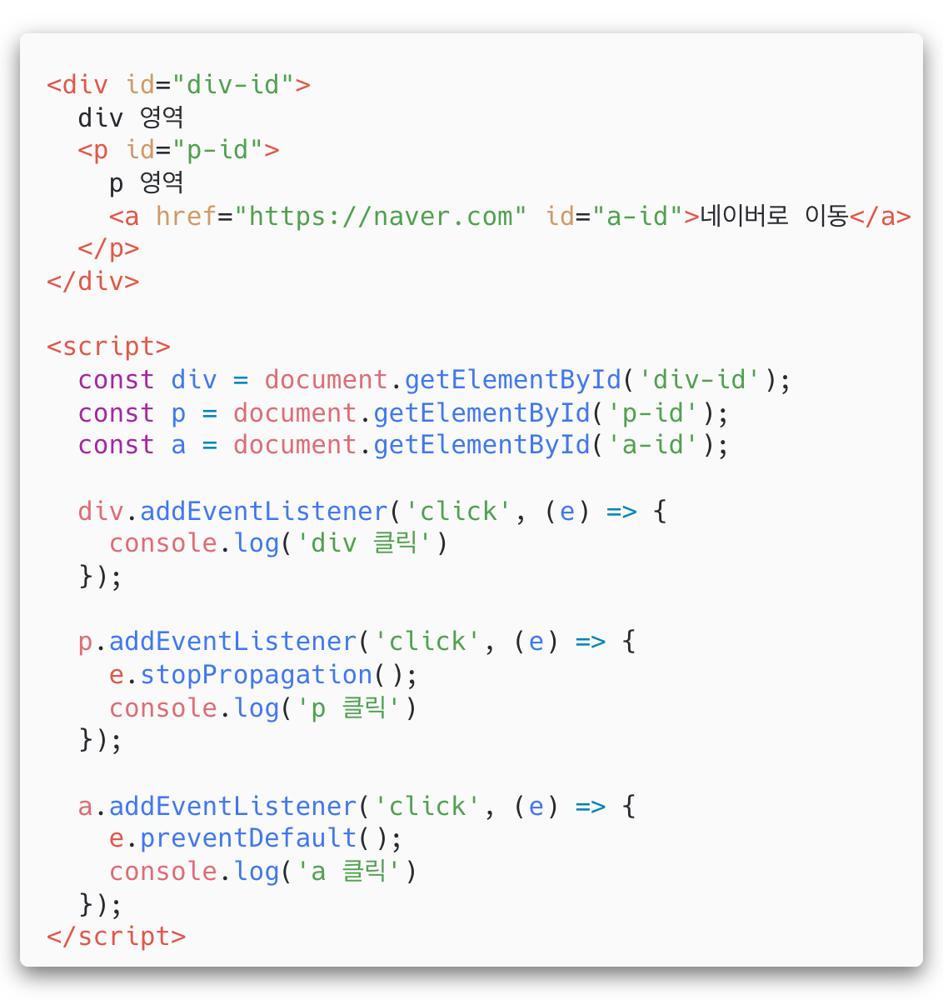 <div id="div-id">
  div 영역
  <p id="p-id">
    p 영역
    <a href="https://naver.com" id="a-id">네이버로 이동</a>
  </p>
</div>

<script>
  const div = document.getElementById('div-id');
  const p = document.getElementById('p-id');
  const a = document.getElementById('a-id');

  div.addEventListener('click', (e) => {
    console.log('div 클릭')
  });

  p.addEventListener('click', (e) => {
    e.stopPropagation();
    console.log('p 클릭')
  });

  a.addEventListener('click', (e) => {
    e.preventDefault();
    console.log('a 클릭')
  });
</script>